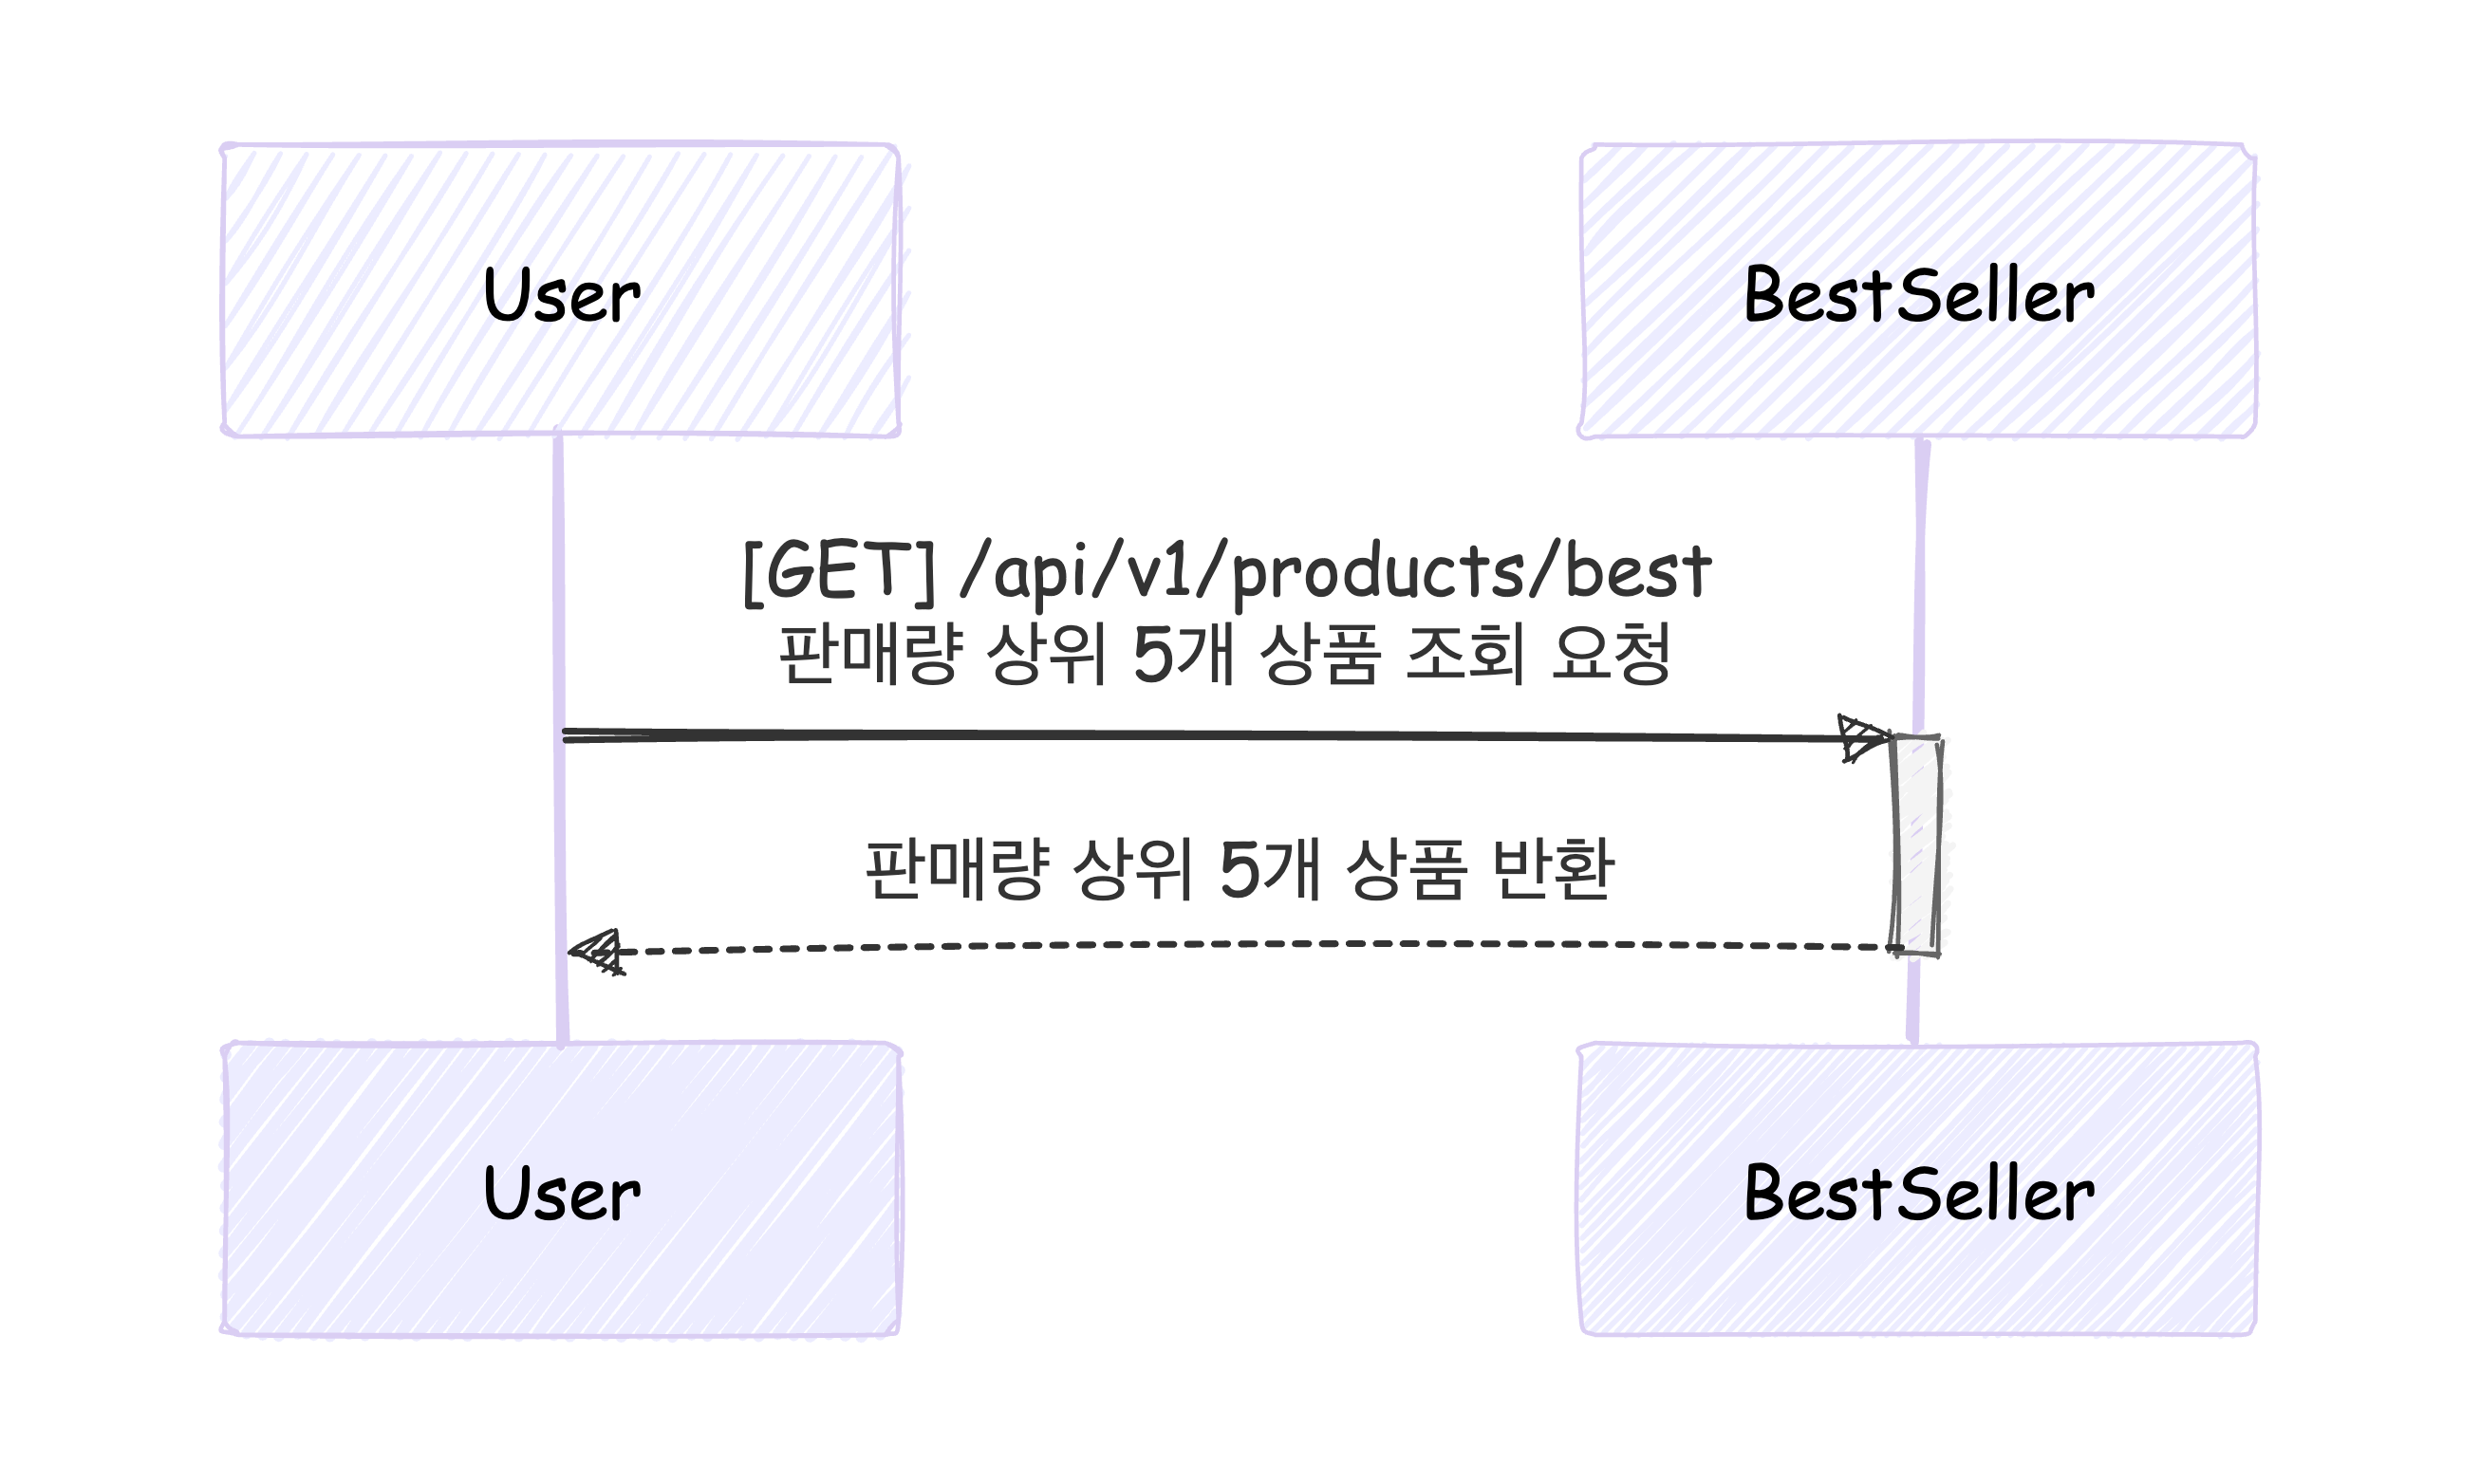 User
BestSeller
[GET] /api/v1/products/best
판매량 상위 5개 상품 조회 요청
판매량 상위 5개 상품 반환
User
BestSeller